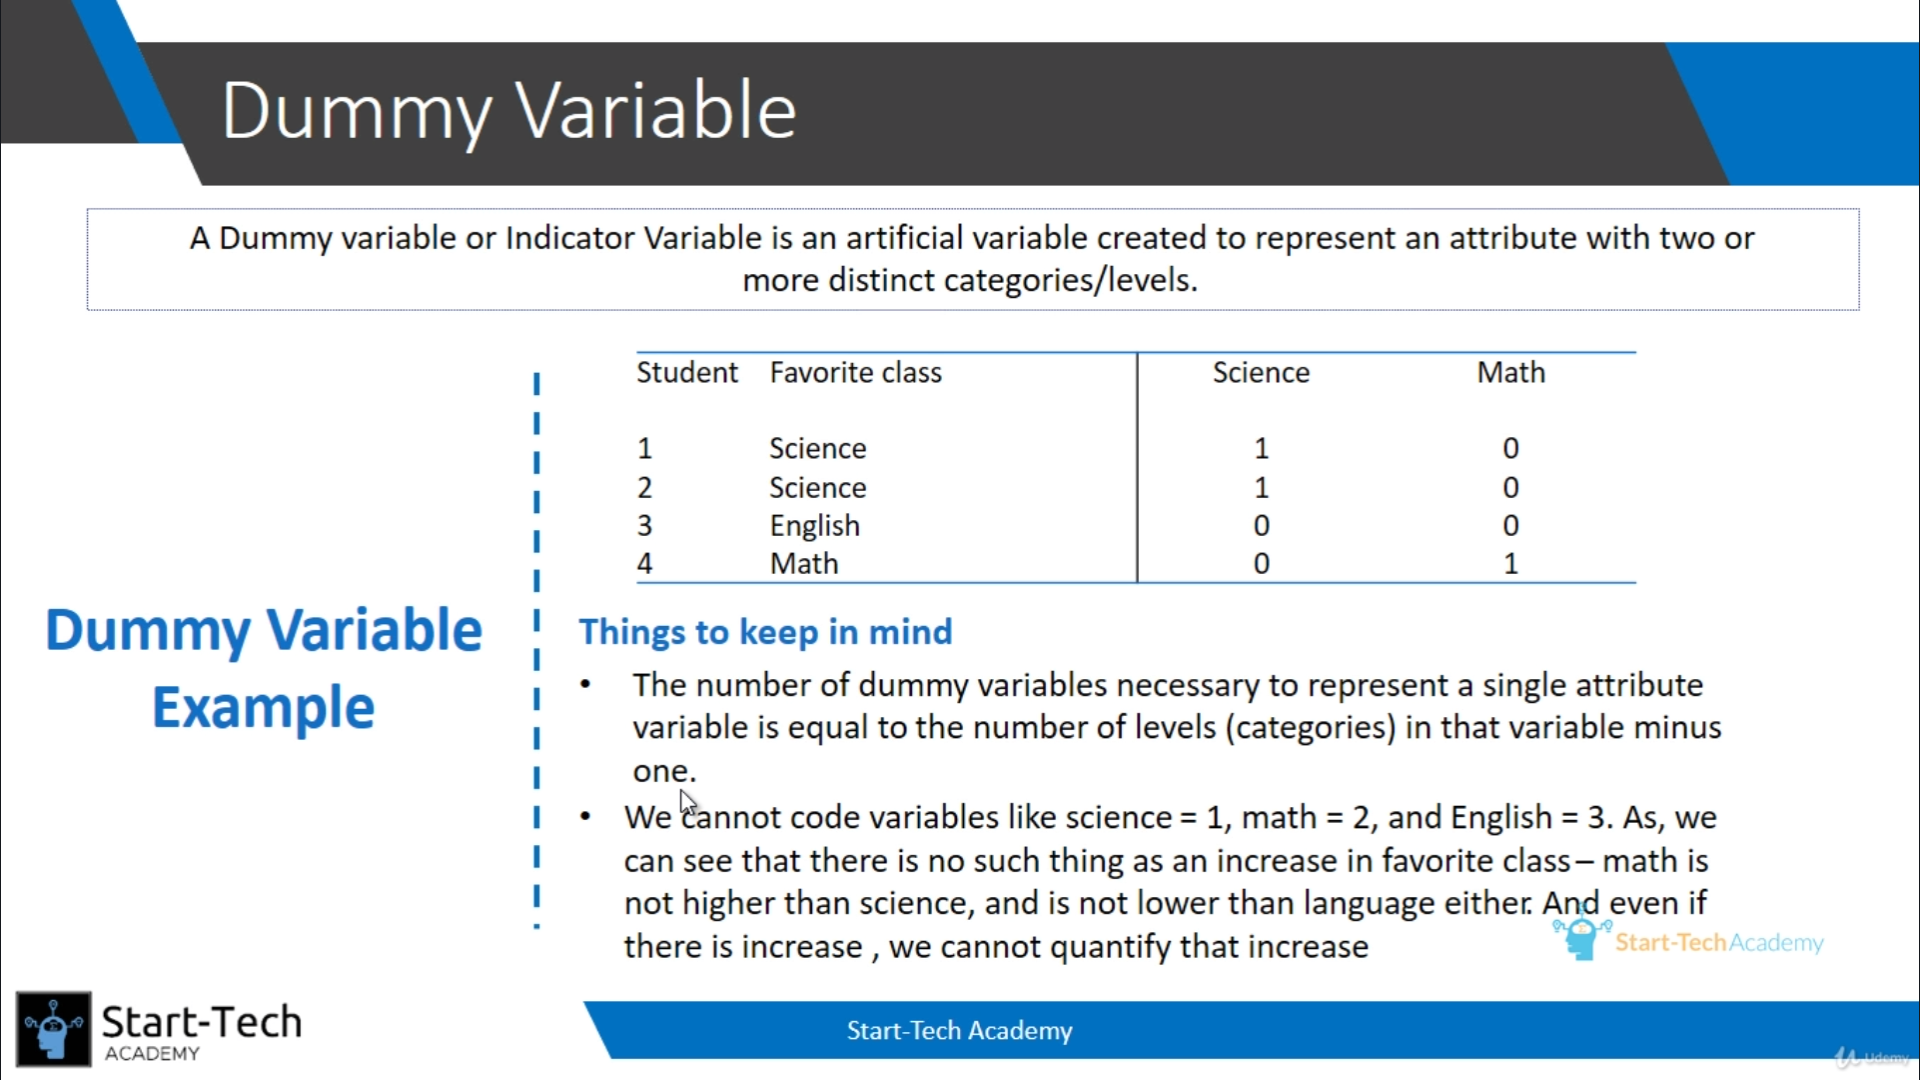 Dummy Variable
A Dummy variable or Indicator Variable is an artificial variable created to represent an attribute with two or
more distinct categories/levels.
Student Favorite class Science Math
1 Science 1 0
2 Science 1 0
3 English 0 0
4 Math 0 1
Dummy Variable
Example
Things to keep in mind
• The number of dummy variables necessary to represent a single attribute
variable is equal to the number of levels (categories) in that variable minus
one.
• We cannot code variables like science = 1, math = 2, and English = 3. As, we
can see that there is no such thing as an increase in favorite class – math is
not higher than science, and is not lower than language either. And even if
there is increase , we cannot quantify that increase
Start-Tech Academy
Start-Tech
ACADEMY
Start-Tech Academy
Udemy